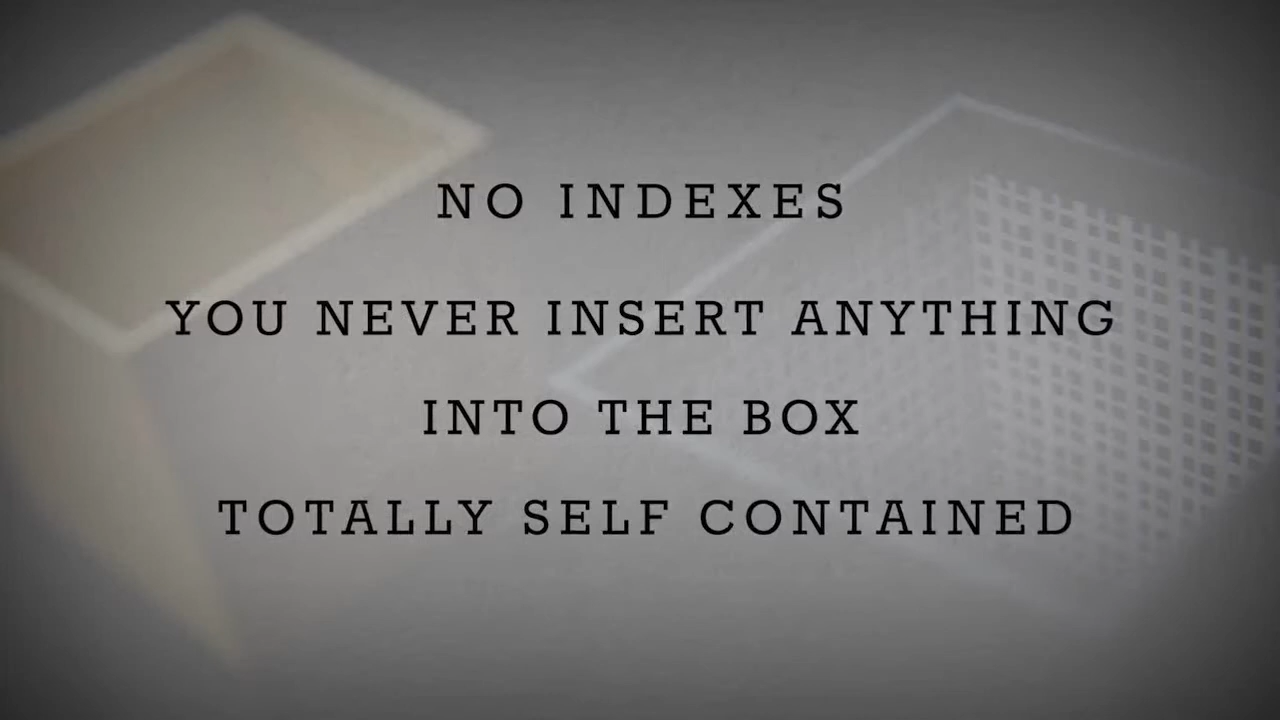 NO INDEXES
YOU NEVER INSERT ANYTHING
INTO THE BOX
TOTALLY SELF CONTAINED